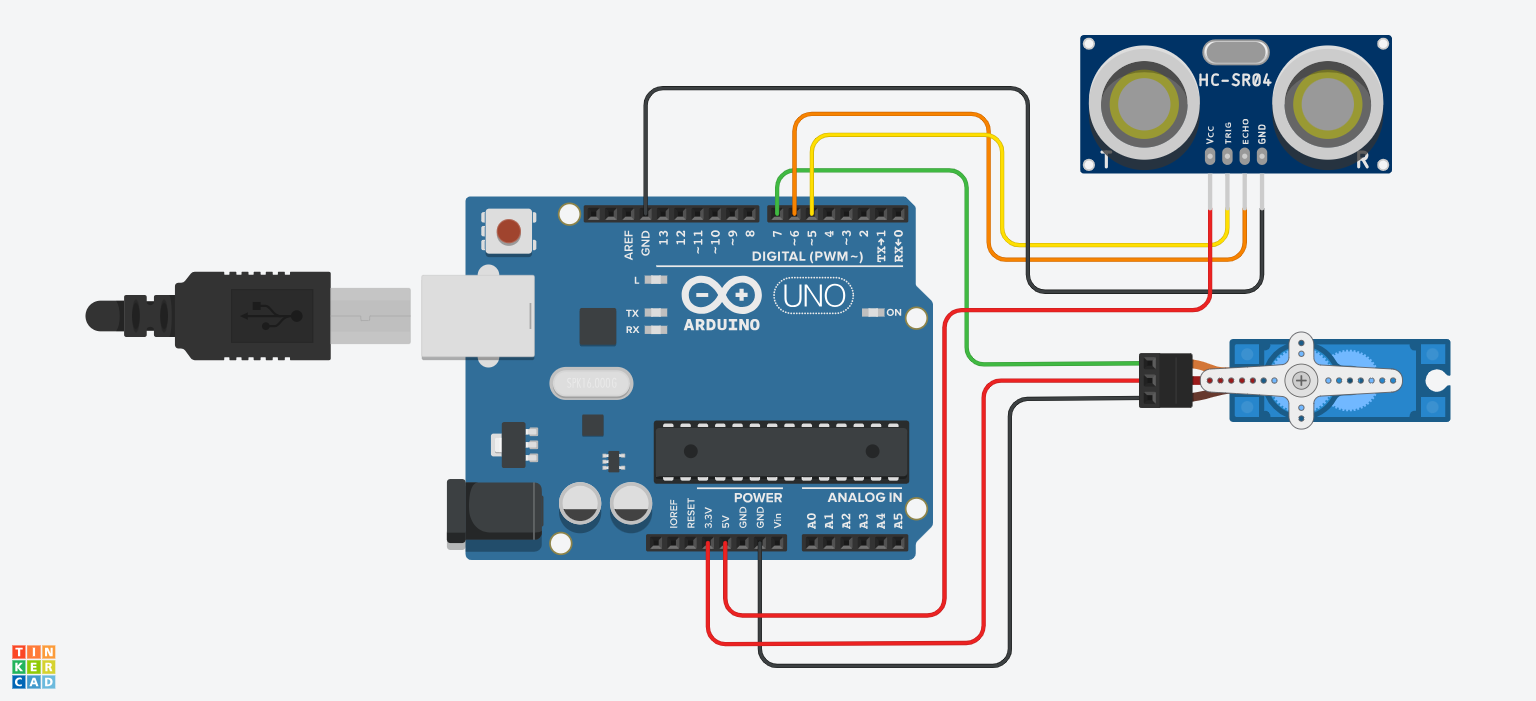 HC-SR04
VCC
TRIG
ECHO
GND
T
R
AREF
GND
13
12
~11
~10
~9
8
7
~6
~5
4
~3
2
TX→1
RX←0
DIGITAL (PWM~)
L
TX
RX
UNO
ARDUINO
ON
POWER
ANALOG IN
IOREF
RESET
3.3V
5V
GND
GND
Vin
A0
A1
A2
A3
A4
A5
TIN
KER
CAD